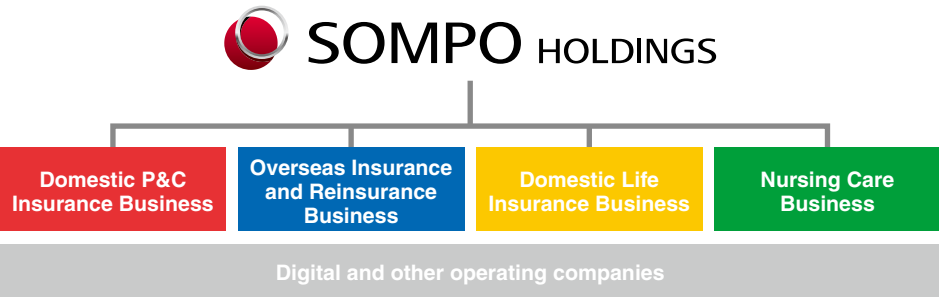 SOMPO HOLDINGS
Domestic P&C
Insurance Business
Overseas Insurance
and Reinsurance
Business
Domestic Life
Insurance Business
Nursing Care
Business
Digital and other operating companies